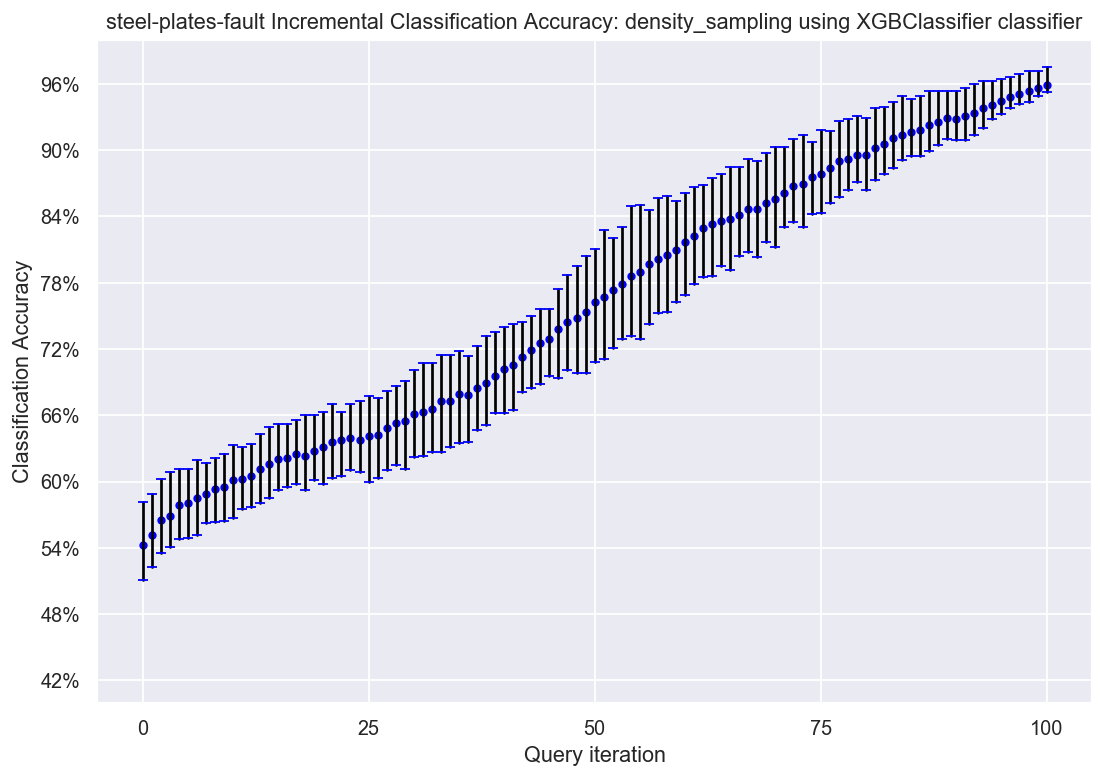 steel-plates-fault Incremental Classification Accuracy: density_sampling using XGBClassifier classifier
96%
90%
84%
78%
72%
66%
60%
54%
48%
42%
Classification Accuracy
0 25 50 75 100
Query iteration